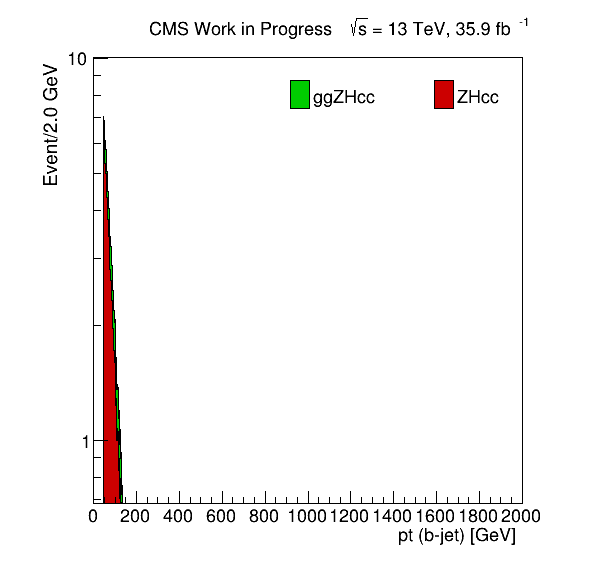 CMS Work in Progress √s = 13 TeV, 35.9 fb -1
10
Event/2.0 GeV
ggZHcc ZHcc
1
0 200 400 600 800 1000 1200 1400 1600 1800 2000
pt (b-jet) [GeV]